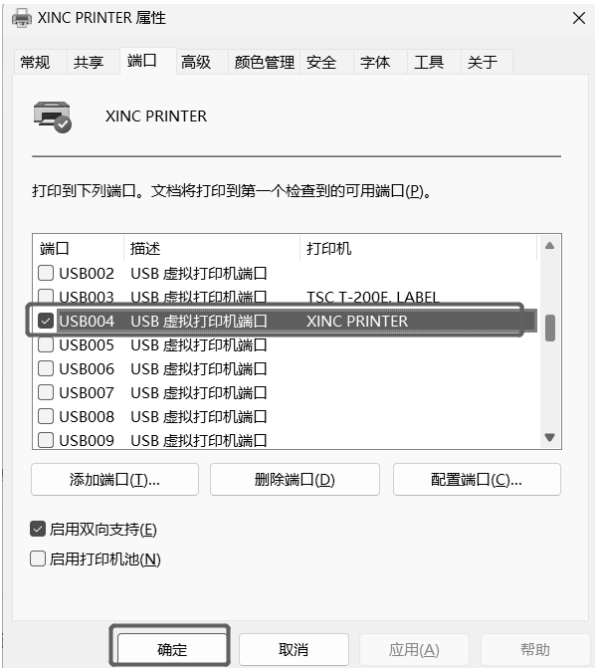 XINC PRINTER 属性
常规 共享 端口 高级 颜色管理 安全 字体 工具 关于
XINC PRINTER
打印到下列端口。文档将打印到第一个检查到的可用端口(P)。
端口 描述 打印机
USB002 USB 虚拟打印机端口
USB003 USB 虚拟打印机端口 TSC T-200E, LABEL
USB004 USB 虚拟打印机端口 XINC PRINTER
USB005 USB 虚拟打印机端口
USB006 USB 虚拟打印机端口
USB007 USB 虚拟打印机端口
USB008 USB 虚拟打印机端口
USB009 USB 虚拟打印机端口
添加端口(T)... 删除端口(D) 配置端口(C)...
启用双向支持(E)
启用打印机池(N)
确定 取消 应用(A) 帮助